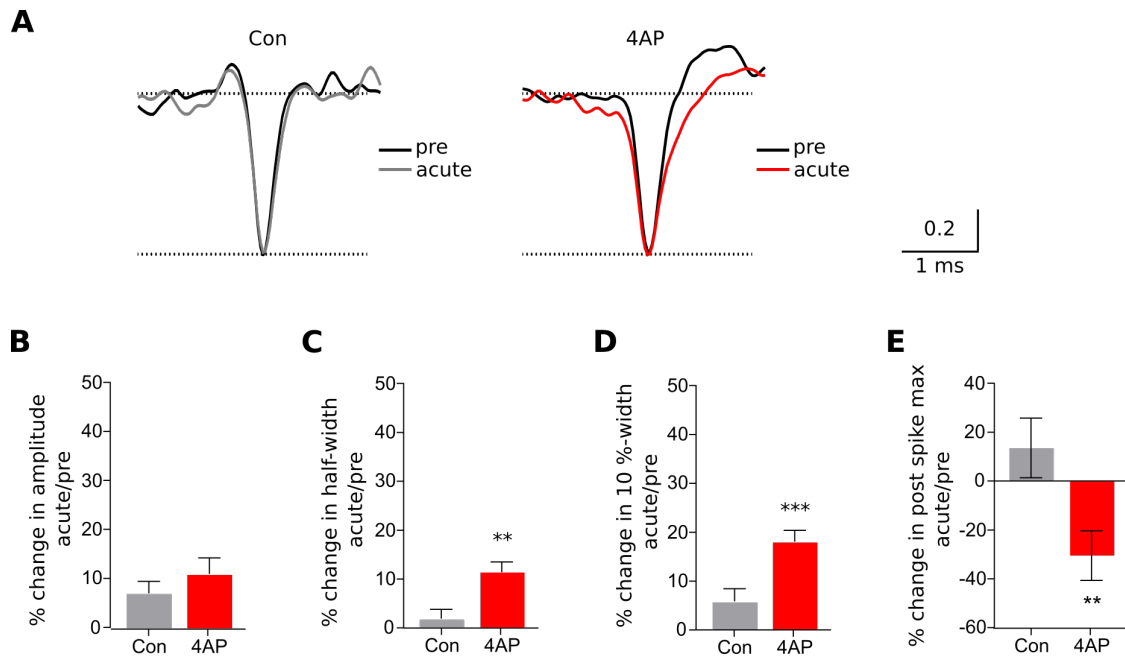 A
Con
4AP
pre
acute
pre
acute
0.2
1 ms
B
% change in amplitude
acute/pre
50
40
30
20
10
0
Con
4AP
C
% change in half-width
acute/pre
50
40
30
20
10
0
**
Con
4AP
D
% change in 10 %-width
acute/pre
50
40
30
20
10
0
***
Con
4AP
E
% change in post spike max
acute/pre
40
20
0
-20
-40
-60
**
Con
4AP